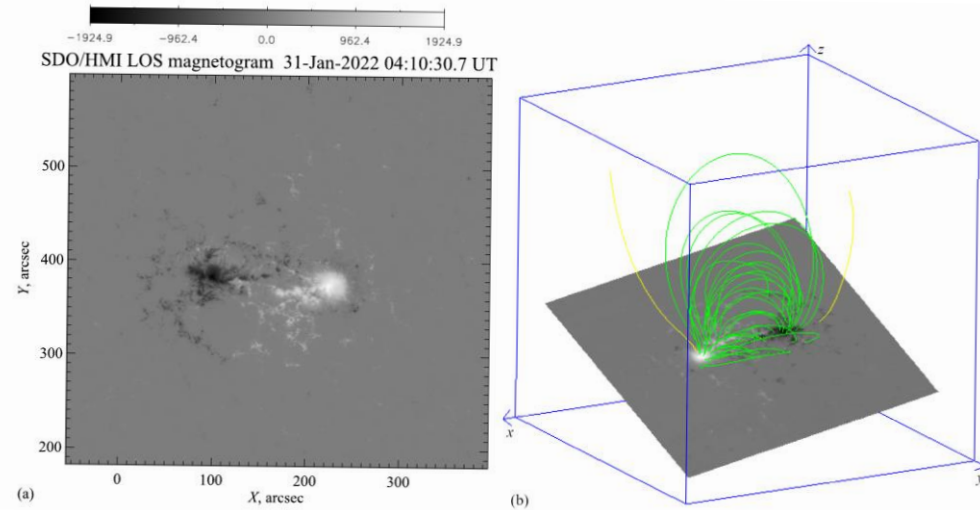 −1924.9 −962.4 0.0 962.4 1924.9
SDO/HMI LOS magnetogram 31-Jan-2022 04:10:30.7 UT
500
400
300
200
Y, arcsec
0 100 200 300
X, arcsec
(a)
z
x
y
(b)